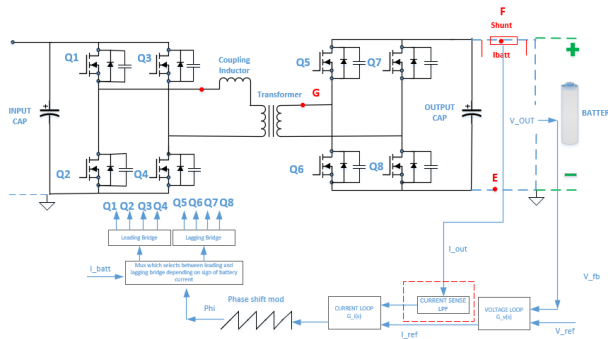 F
Shunt
Ibatt
Q1
Q3
Coupling
Inductor
Q5
Q7
Transformer
G
INPUT
CAP
OUTPUT
CAP
V_OUT
BATTER
+
Q2
Q4
Q6
Q8
E
Q1 Q2 Q3 Q4
Q5 Q6 Q7 Q8
Leading Bridge
Lagging Bridge
I_out
I_batt
Mux which selects between leading and
lagging bridge depending on sign of battery
current
V_fb
Phi
Phase shift mod
CURRENT LOOP
G_i(s)
CURRENT SENSE
LPF
VOLTAGE LOOP
G_v(s)
I_ref
V_ref